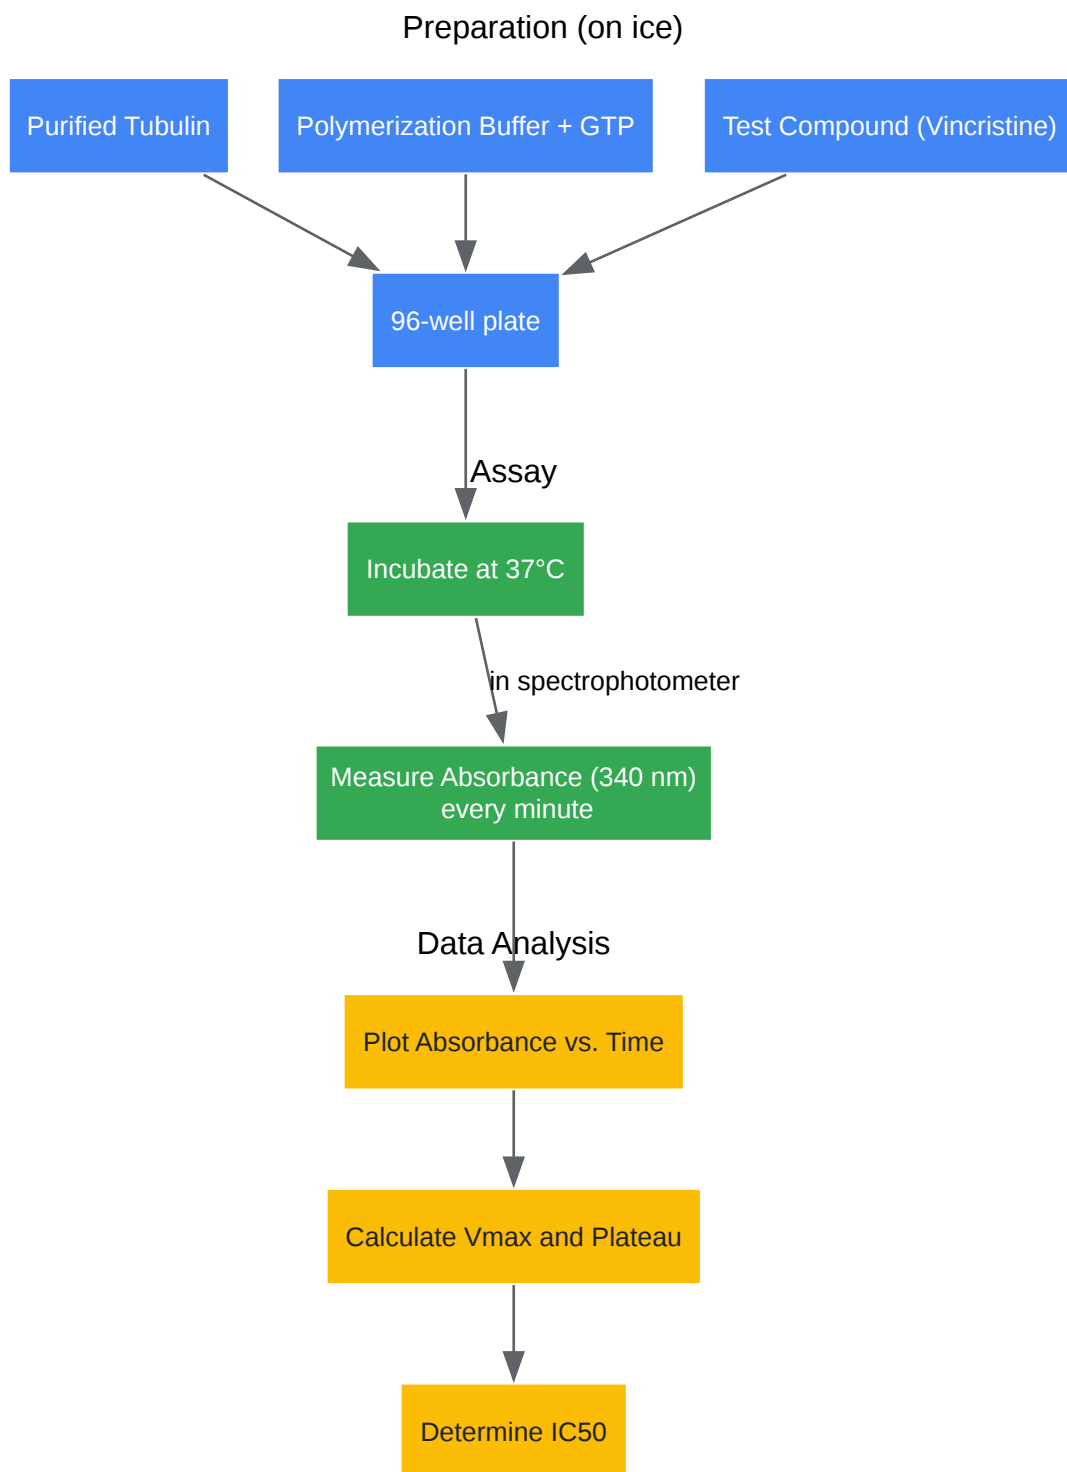 Preparation (on ice)
Purified Tubulin
Polymerization Buffer + GTP
Test Compound (Vincristine)
96-well plate
Assay
Incubate at 37°C
in spectrophotometer
Measure Absorbance (340 nm)
every minute
Data Analysis
Plot Absorbance vs. Time
Calculate Vmax and Plateau
Determine IC50